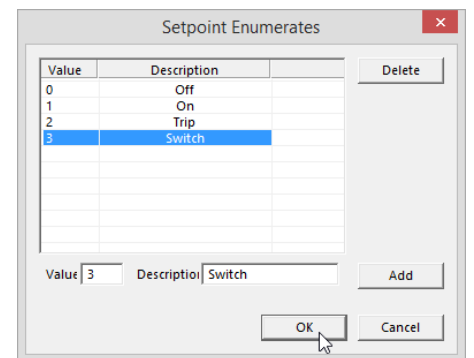 Setpoint Enumerates
×
Value Description Delete
0 Off
1 On
2 Trip
3 Switch
Value 3 Descriptio Switch Add
OK Cancel